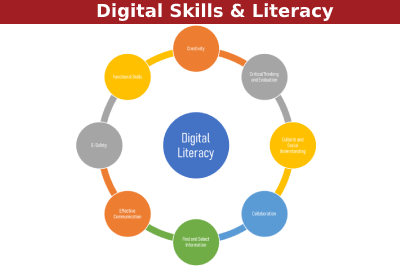 Digital Skills & Literacy
Creativity
Critical Thinking
and Evaluation
Cultural and
Social
Understanding
Collaboration
Find and Select
Information
Effective
Communication
E-Safety
Functional Skills
Digital
Literacy